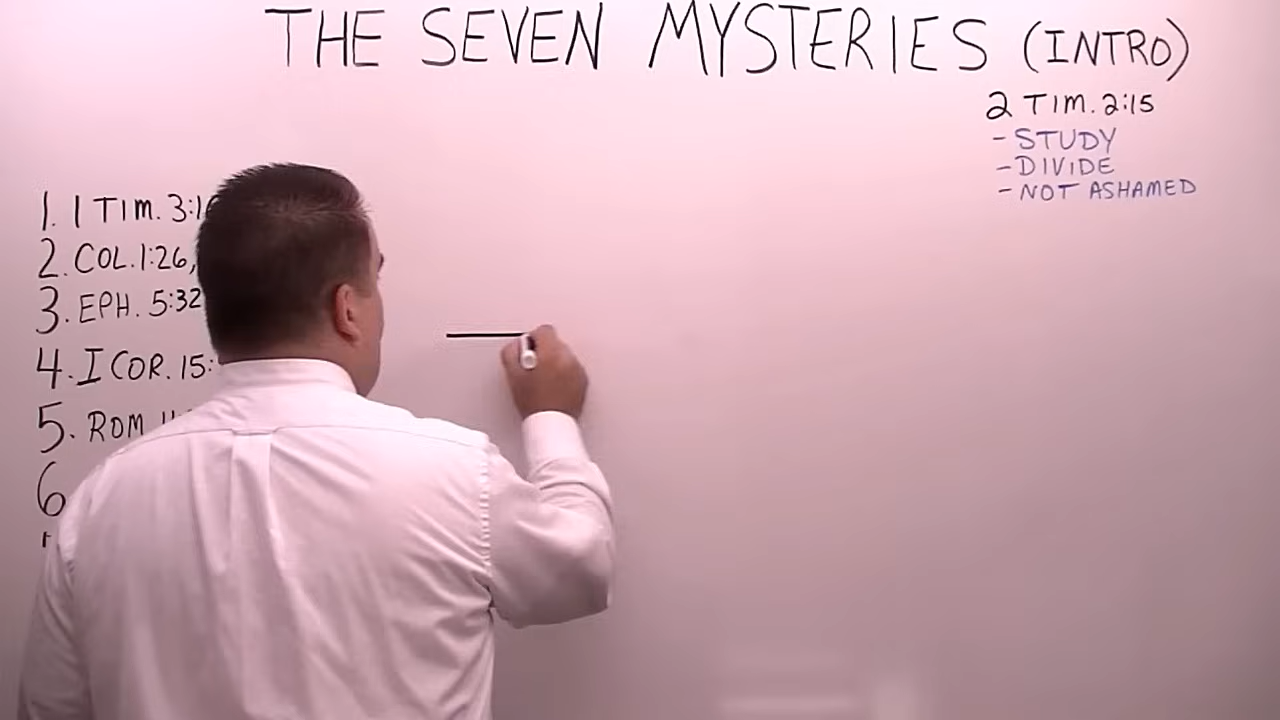 THE SEVEN MYSTERIES (INTRO)
2 TIM. 2:15
- STUDY
- DIVIDE
- NOT ASHAMED
1. 1 TIM. 3:1
2. COL. 1:26,
3. EPH. 5:32
4. I COR. 15:
5. ROM
6